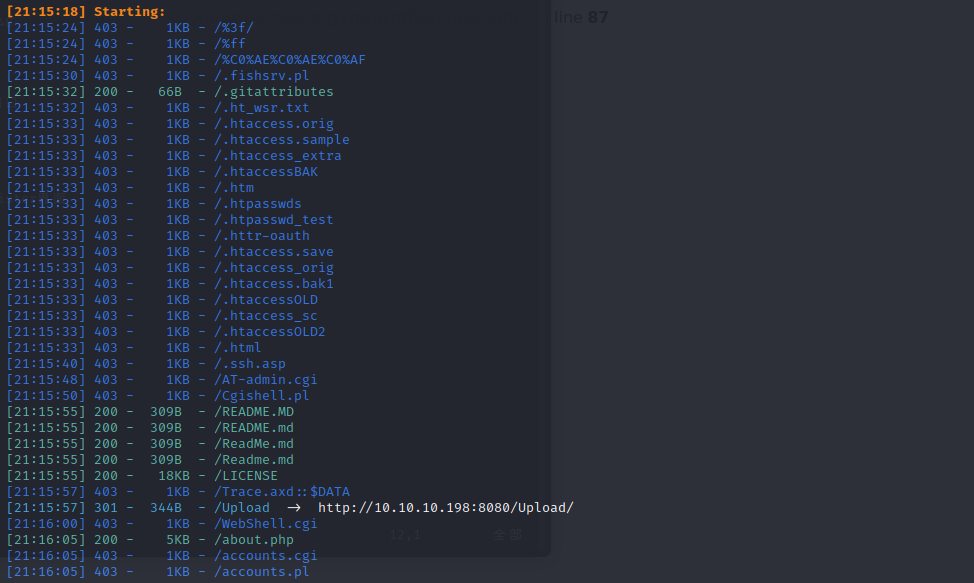 [21:15:18] Starting:
line 87
[21:15:24] 403 -    1KB - /%3f/
[21:15:24] 403 -    1KB - /%ff
[21:15:24] 403 -    1KB - /%C0%AE%C0%AE%C0%AF
[21:15:30] 403 -    1KB - /.fishsrv.pl
[21:15:32] 200 -   66B  - /.gitattributes
[21:15:32] 403 -    1KB - /.ht_wsr.txt
[21:15:33] 403 -    1KB - /.htaccess.orig
[21:15:33] 403 -    1KB - /.htaccess.sample
[21:15:33] 403 -    1KB - /.htaccess_extra
[21:15:33] 403 -    1KB - /.htaccessBAK
[21:15:33] 403 -    1KB - /.htm
[21:15:33] 403 -    1KB - /.htpasswds
[21:15:33] 403 -    1KB - /.htpasswd_test
[21:15:33] 403 -    1KB - /.httr-oauth
[21:15:33] 403 -    1KB - /.htaccess.save
[21:15:33] 403 -    1KB - /.htaccess_orig
[21:15:33] 403 -    1KB - /.htaccess.bak1
[21:15:33] 403 -    1KB - /.htaccessOLD
[21:15:33] 403 -    1KB - /.htaccess_sc
[21:15:33] 403 -    1KB - /.htaccessOLD2
[21:15:33] 403 -    1KB - /.html
[21:15:40] 403 -    1KB - /.ssh.asp
[21:15:48] 403 -    1KB - /AT-admin.cgi
[21:15:50] 403 -    1KB - /Cgishell.pl
[21:15:55] 200 -  309B  - /README.MD
[21:15:55] 200 -  309B  - /README.md
[21:15:55] 200 -  309B  - /ReadMe.md
[21:15:55] 200 -  309B  - /Readme.md
[21:15:55] 200 -   18KB - /LICENSE
[21:15:57] 403 -    1KB - /Trace.axd::$DATA
[21:15:57] 301 -  344B  - /Upload  →  http://10.10.10.198:8080/Upload/
[21:16:00] 403 -    1KB - /WebShell.cgi
[21:16:05] 200 -    5KB - /about.php
12,1 全部
[21:16:05] 403 -    1KB - /accounts.cgi
[21:16:05] 403 -    1KB - /accounts.pl